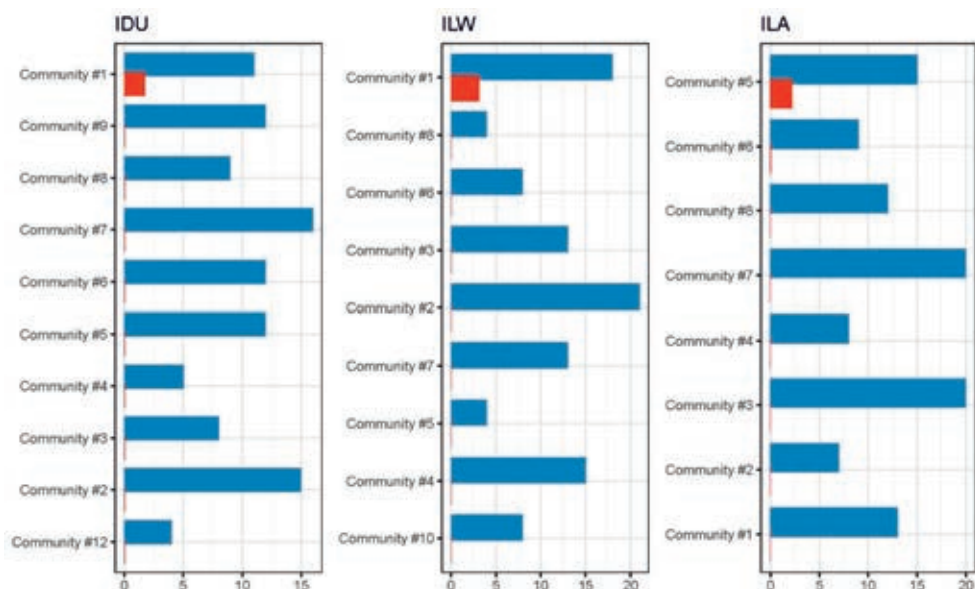 IDU
Community #1
Community #9
Community #8
Community #7
Community #6
Community #5
Community #4
Community #3
Community #2
Community #12
0 5 10 15
ILW
Community #1
Community #8
Community #6
Community #3
Community #2
Community #7
Community #5
Community #4
Community #10
0 5 10 15 20
ILA
Community #5
Community #6
Community #8
Community #7
Community #4
Community #3
Community #2
Community #1
0 5 10 15 20